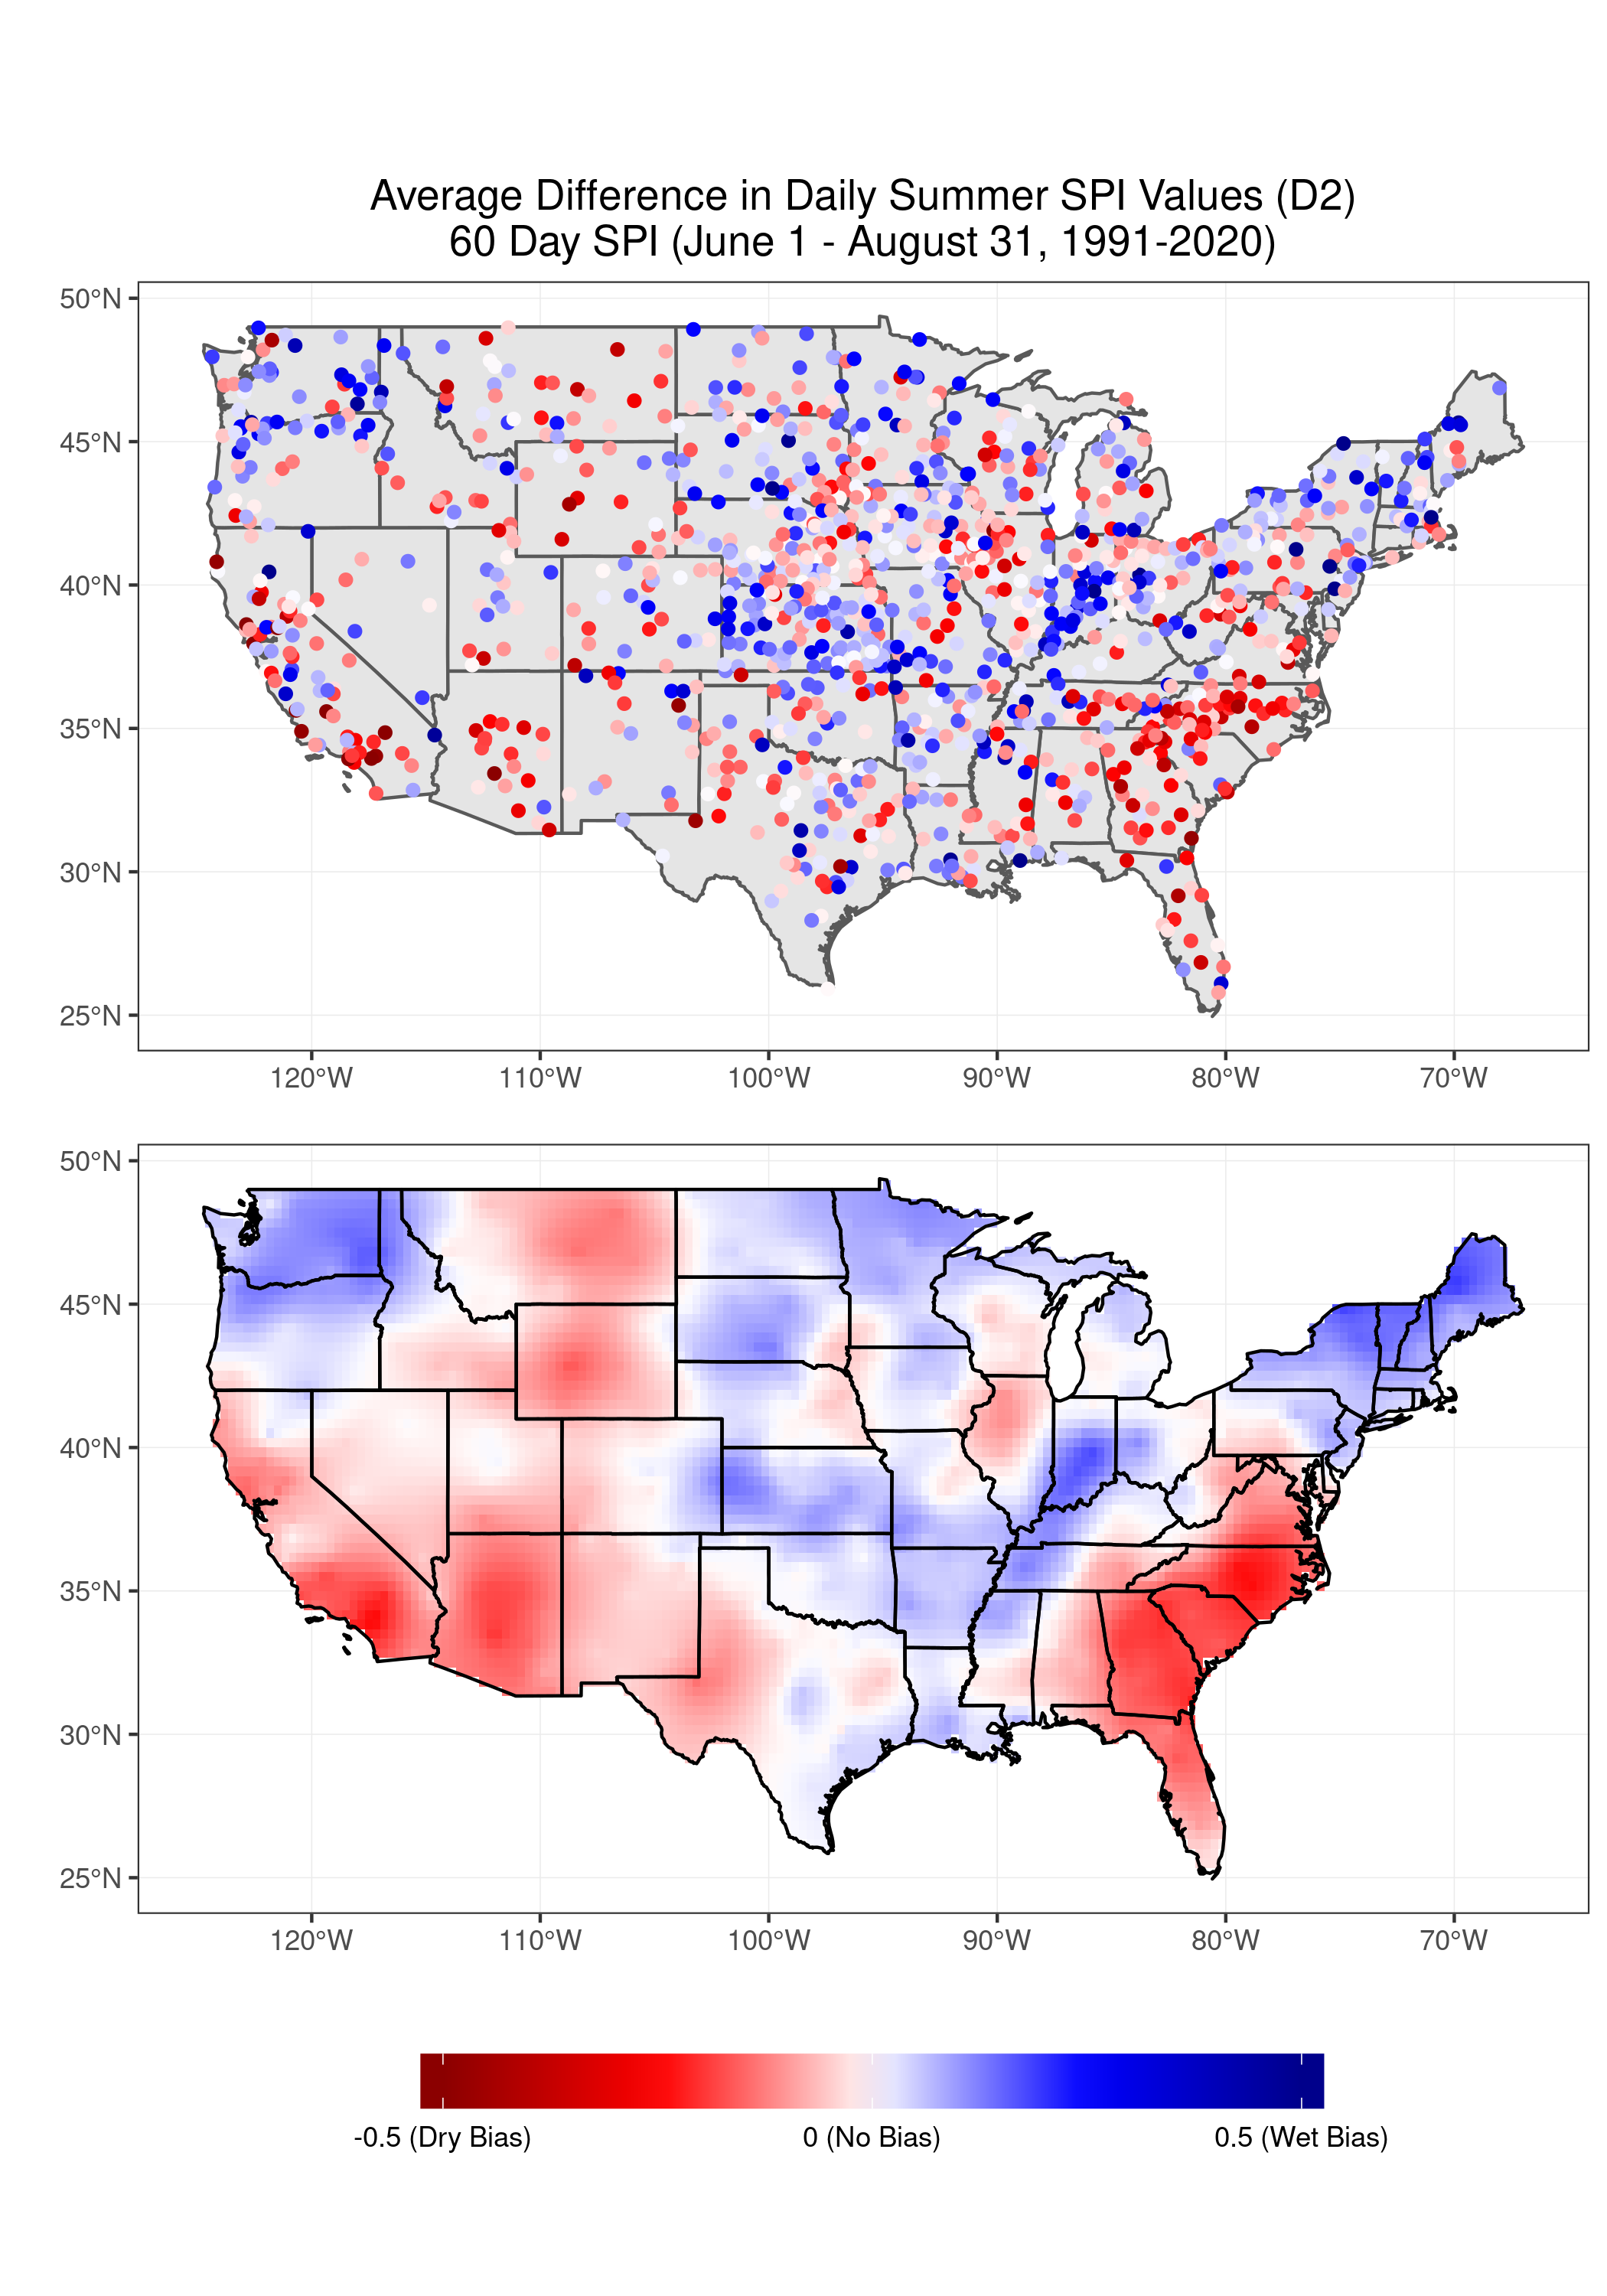 Average Difference in Daily Summer SPI Values (D2)
60 Day SPI (June 1 - August 31, 1991-2020)
50°N
45°N
40°N
35°N
30°N
25°N
120°W 110°W 100°W 90°W 80°W 70°W
50°N
45°N
40°N
35°N
30°N
25°N
120°W 110°W 100°W 90°W 80°W 70°W
-0.5 (Dry Bias) 0 (No Bias) 0.5 (Wet Bias)